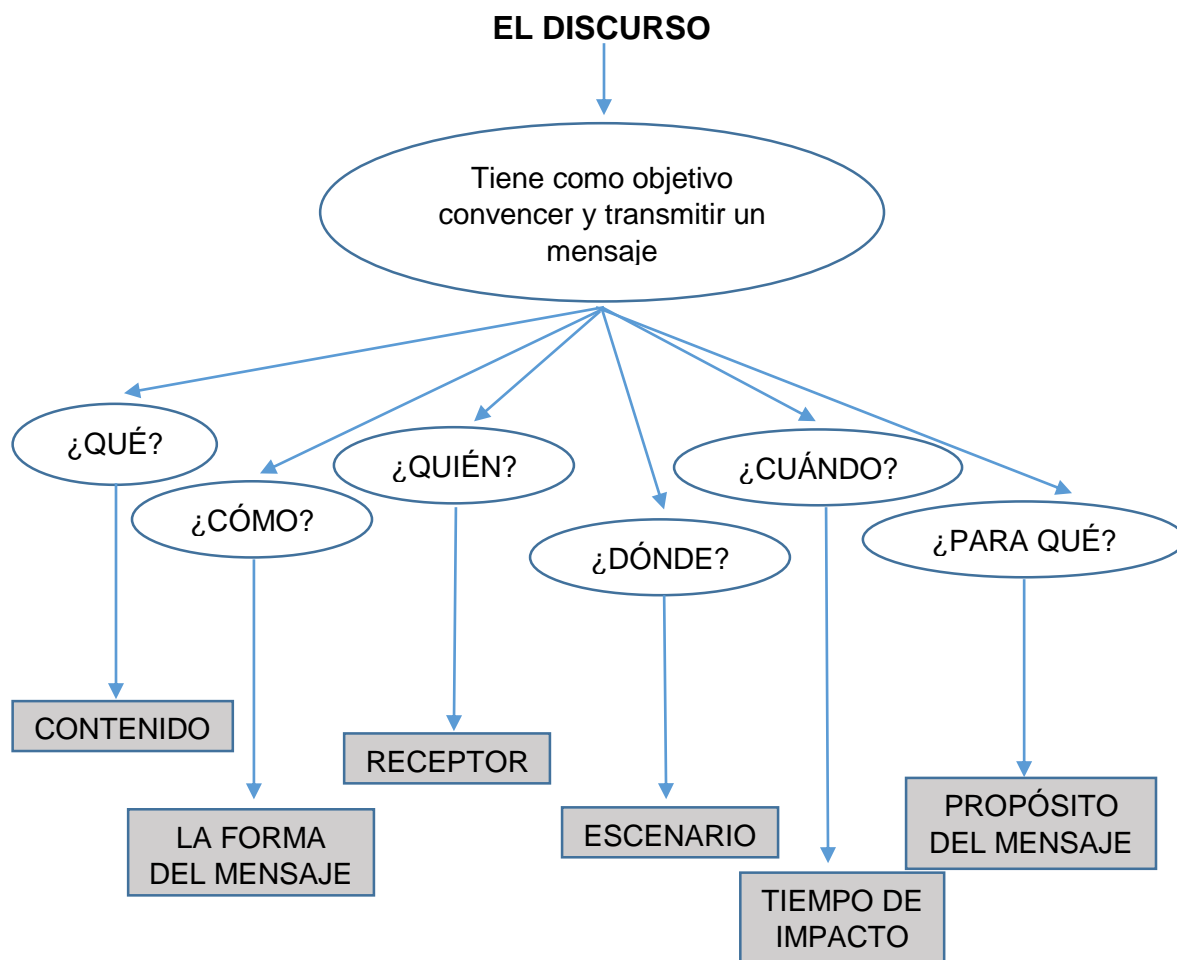 EL DISCURSO
Tiene como objetivo
convencer y transmitir un
mensaje
¿QUÉ?
¿CÓMO?
¿QUIÉN?
¿DÓNDE?
¿CUÁNDO?
¿PARA QUÉ?
CONTENIDO
LA FORMA
DEL MENSAJE
RECEPTOR
ESCENARIO
TIEMPO DE
IMPACTO
PROPÓSITO
DEL MENSAJE